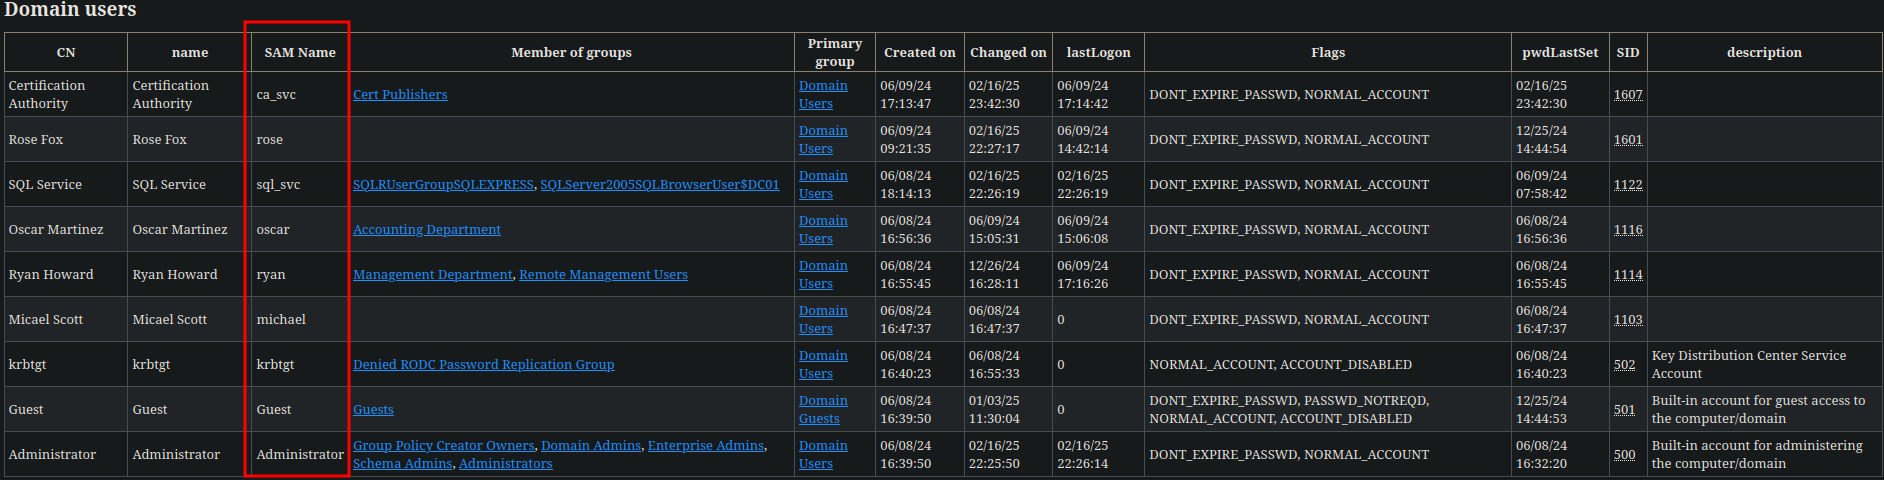 Domain users
CN name SAM Name Member of groups Primary group Created on Changed on lastLogon Flags pwdLastSet SID description
Certification Authority Certification Authority ca_svc Cert Publishers Domain Users 06/09/24 17:13:47 02/16/25 23:42:30 06/09/24 17:14:42 DONT_EXPIRE_PASSWD, NORMAL_ACCOUNT 02/16/25 23:42:30 1607
Rose Fox Rose Fox rose Domain Users 06/09/24 09:21:35 02/16/25 22:27:17 06/09/24 14:42:14 DONT_EXPIRE_PASSWD, NORMAL_ACCOUNT 12/25/24 14:44:54 1601
SQL Service SQL Service sql_svc SQLRUserGroupSQLEXPRESS, SQLServer2005SQLBrowserUser$DC01 Domain Users 06/08/24 18:14:13 02/16/25 22:26:19 02/16/25 22:26:19 DONT_EXPIRE_PASSWD, NORMAL_ACCOUNT 06/09/24 07:58:42 1122
Oscar Martinez Oscar Martinez oscar Accounting Department Domain Users 06/08/24 16:56:36 06/09/24 15:05:31 06/09/24 15:06:08 DONT_EXPIRE_PASSWD, NORMAL_ACCOUNT 06/08/24 16:56:36 1116
Ryan Howard Ryan Howard ryan Management Department, Remote Management Users Domain Users 06/08/24 16:55:45 12/26/24 16:28:11 06/09/24 17:16:26 DONT_EXPIRE_PASSWD, NORMAL_ACCOUNT 06/08/24 16:55:45 1114
Micael Scott Micael Scott michael Domain Users 06/08/24 16:47:37 06/08/24 16:47:37 0 DONT_EXPIRE_PASSWD, NORMAL_ACCOUNT 06/08/24 16:47:37 1103
krbtgt krbtgt krbtgt Denied RODC Password Replication Group Domain Users 06/08/24 16:40:23 06/08/24 16:55:33 0 NORMAL_ACCOUNT, ACCOUNT_DISABLED 06/08/24 16:40:23 502 Key Distribution Center Service Account
Guest Guest Guest Guests Domain Guests 06/08/24 16:39:50 01/03/25 11:30:04 0 DONT_EXPIRE_PASSWD, PASSWD_NOTREQD, NORMAL_ACCOUNT, ACCOUNT_DISABLED 12/25/24 14:44:53 501 Built-in account for guest access to the computer/domain
Administrator Administrator Administrator Group Policy Creator Owners, Domain Admins, Enterprise Admins, Schema Admins, Administrators Domain Users 06/08/24 16:39:50 02/16/25 22:25:50 02/16/25 22:26:14 DONT_EXPIRE_PASSWD, NORMAL_ACCOUNT 06/08/24 16:32:20 500 Built-in account for administering the computer/domain